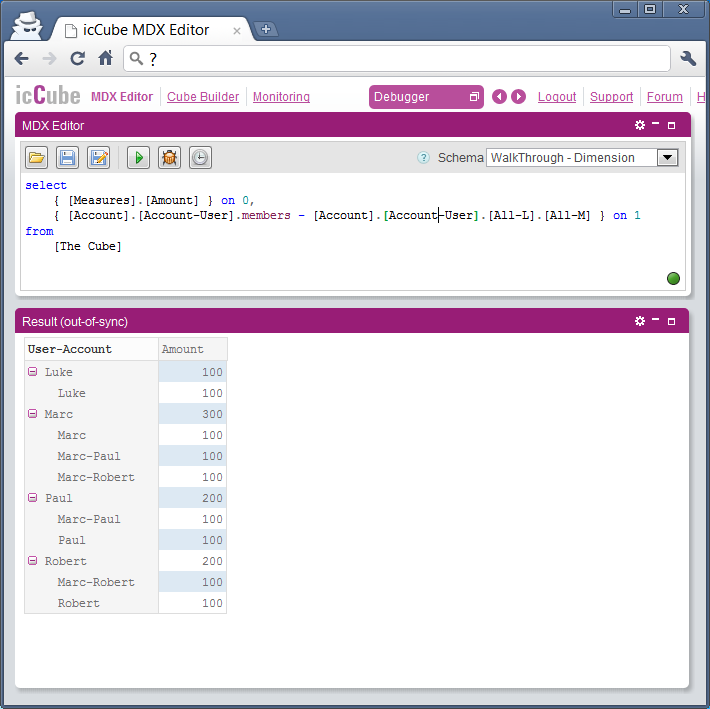 icCube MDX Editor
?
icCube MDX Editor Cube Builder Monitoring Debugger Logout Support Forum H
MDX Editor
? Schema WalkThrough - Dimension
select
{ [Measures].[Amount] } on 0,
{ [Account].[Account-User].members - [Account].[Account-User].[All-L].[All-M] } on 1
from
[The Cube]
Result (out-of-sync)
User-Account Amount
Luke 100
Luke 100
Marc 300
Marc 100
Marc-Paul 100
Marc-Robert 100
Paul 200
Marc-Paul 100
Paul 100
Robert 200
Marc-Robert 100
Robert 100